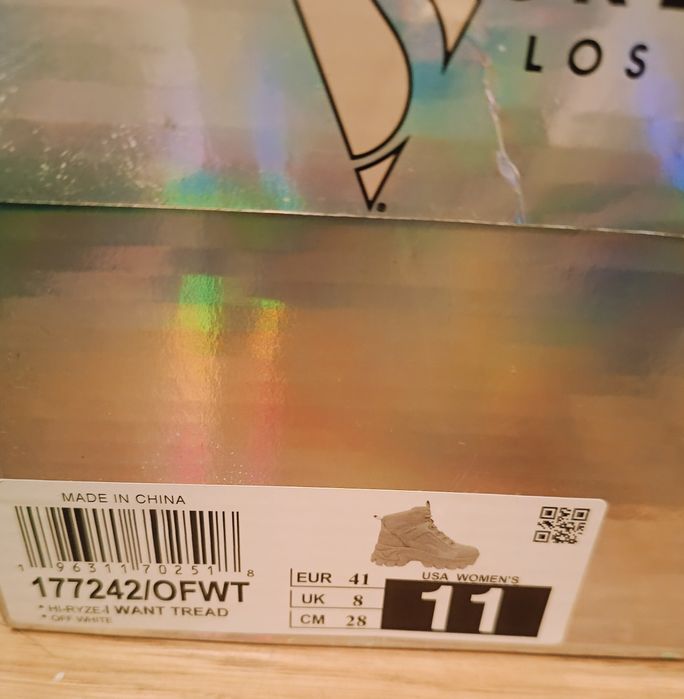 LOS
®
MADE IN CHINA
1 96311 70251 8
177242/OFWT
* HI-RYZE-I WANT TREAD
* OFF WHITE
EUR 41
UK 8
CM 28
USA WOMEN'S
11